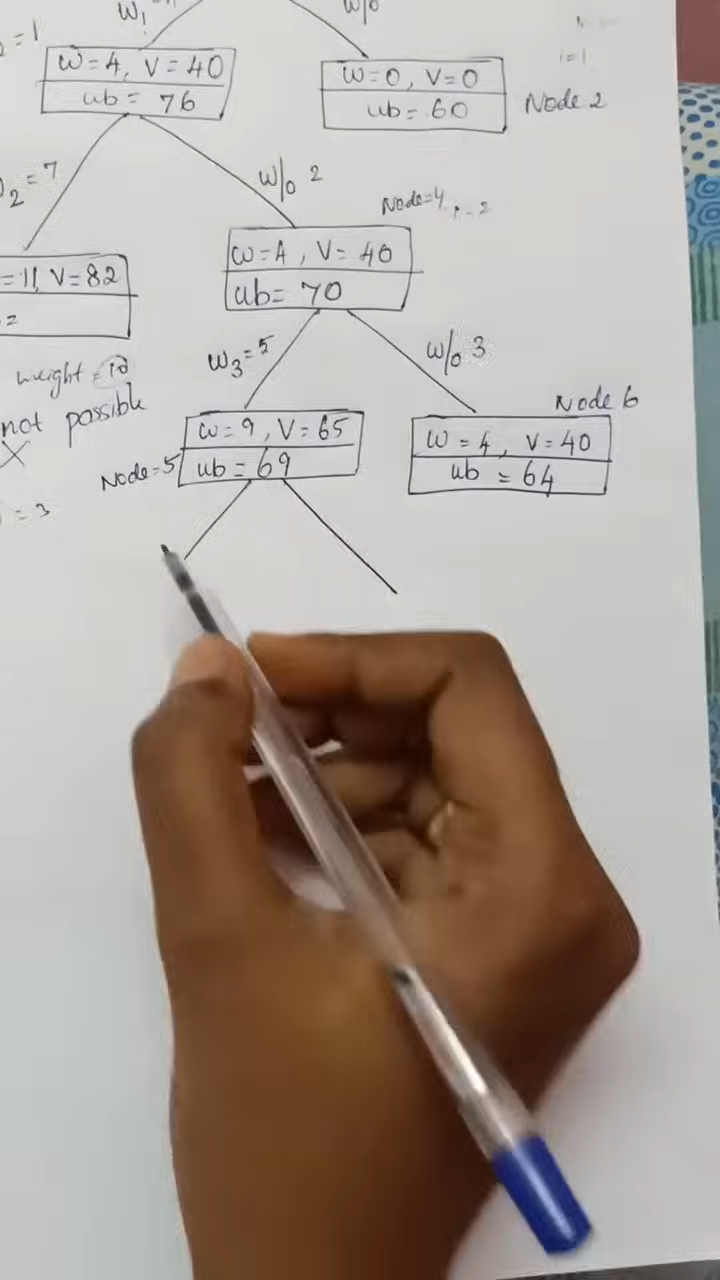 w₁
w/o
w=4, V=40
ub= 76
w=0, V=0
ub= 60
Node 2
i=1
₂=7
w/o 2
Node=4
=11, V=82
w=4, V=40
ub= 70
weight = 10
not possible
X
w₃=5
w/o 3
Node 6
w=9, V=65
ub=69
Node=5
w=4, V=40
ub = 64
= 3